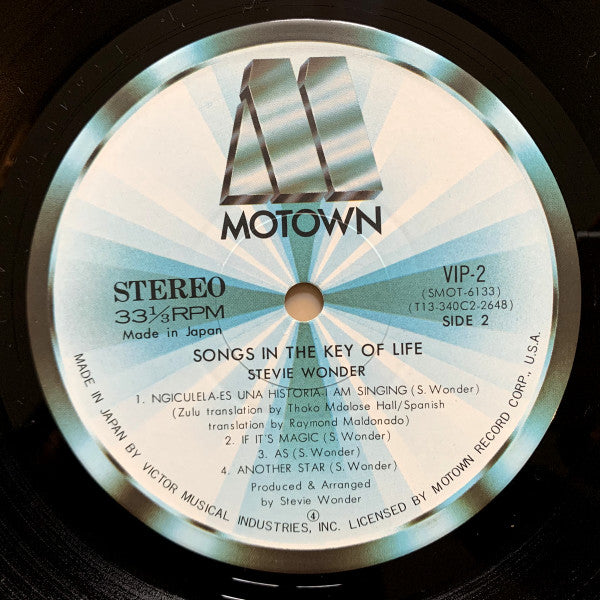 MOTOWN
STEREO
33⅓RPM
Made in Japan
VIP-2
(SMOT-6133)
(T13-340C2-2648)
SIDE 2
SONGS IN THE KEY OF LIFE
STEVIE WONDER
1. NGICULELA-ES UNA HISTORIA-I AM SINGING (S. Wonder)
(Zulu translation by Thoko Mdolose Hall/Spanish
translation by Raymond Maldonado)
2. IF IT'S MAGIC (S. Wonder)
3. AS (S. Wonder)
4. ANOTHER STAR (S. Wonder)
Produced & Arranged
by Stevie Wonder
④
MADE IN JAPAN BY VICTOR MUSICAL INDUSTRIES, INC. LICENSED BY MOTOWN RECORD CORP., U.S.A.